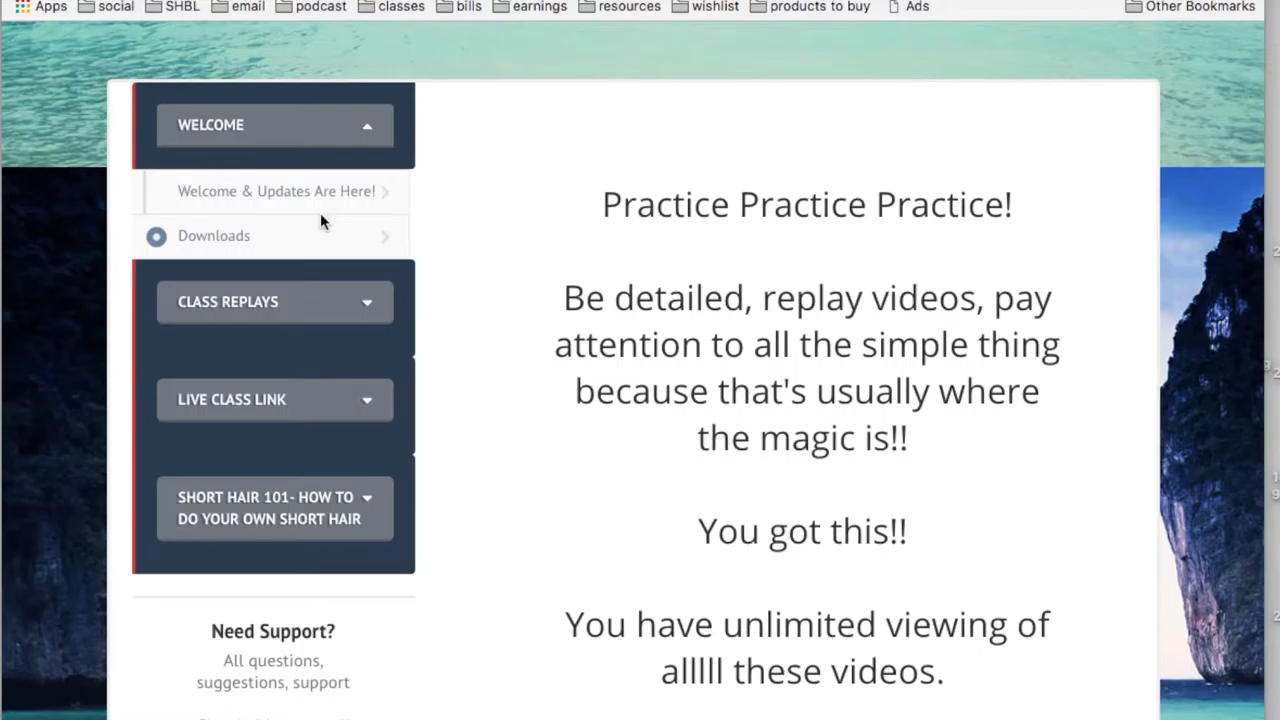 Apps social SHBL email podcast classes bills earnings resources wishlist products to buy Ads Other Bookmarks
WELCOME
Welcome & Updates Are Here!
Downloads
CLASS REPLAYS
LIVE CLASS LINK
SHORT HAIR 101- HOW TO
DO YOUR OWN SHORT HAIR
Need Support?
All questions,
suggestions, support
Practice Practice Practice!
Be detailed, replay videos, pay
attention to all the simple thing
because that's usually where
the magic is!!
You got this!!
You have unlimited viewing of
alllll these videos.